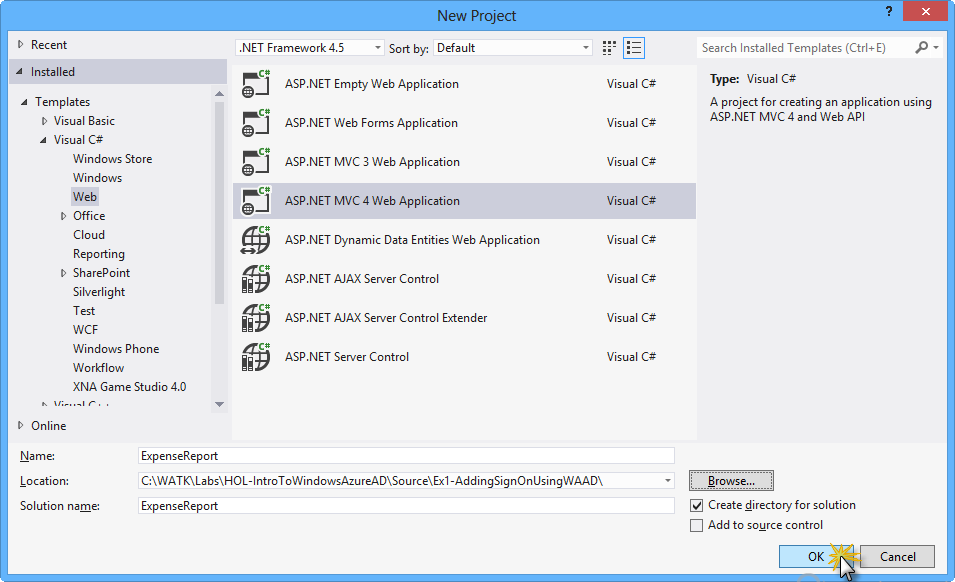 New Project
?
Recent
Installed
Templates
Visual Basic
Visual C#
Windows Store
Windows
Web
Office
Cloud
Reporting
SharePoint
Silverlight
Test
WCF
Windows Phone
Workflow
XNA Game Studio 4.0
Visual C++
Online
.NET Framework 4.5 Sort by: Default
C# ASP.NET Empty Web Application Visual C#
C# ASP.NET Web Forms Application Visual C#
C# ASP.NET MVC 3 Web Application Visual C#
C# ASP.NET MVC 4 Web Application Visual C#
C# ASP.NET Dynamic Data Entities Web Application Visual C#
C# ASP.NET AJAX Server Control Visual C#
C# ASP.NET AJAX Server Control Extender Visual C#
C# ASP.NET Server Control Visual C#
Search Installed Templates (Ctrl+E)
Type: Visual C#
A project for creating an application using
ASP.NET MVC 4 and Web API
Name: ExpenseReport
Location: C:\WATK\Labs\HOL-IntroToWindowsAzureAD\Source\Ex1-AddingSignOnUsingWAAD\ Browse...
Solution name: ExpenseReport
Create directory for solution
Add to source control
OK Cancel